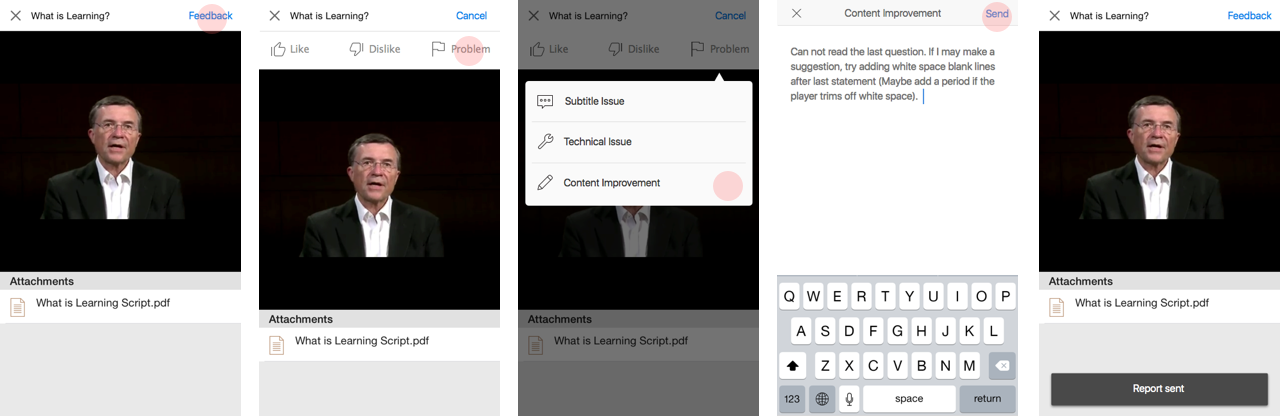 What is Learning? Feedback
Attachments
What is Learning Script.pdf
What is Learning? Cancel
Like Dislike Problem
Attachments
What is Learning Script.pdf
What is Learning? Cancel
Like Dislike Problem
Subtitle Issue
Technical Issue
Content Improvement
Attachments
What is Learning Script.pdf
Content Improvement Send
Can not read the last question. If I may make a
suggestion, try adding white space blank lines
after last statement (Maybe add a period if the
player trims off white space).
Q W E R T Y U I O P
A S D F G H J K L
Z X C V B N M
123 space return
What is Learning? Feedback
Attachments
What is Learning Script.pdf
Report sent